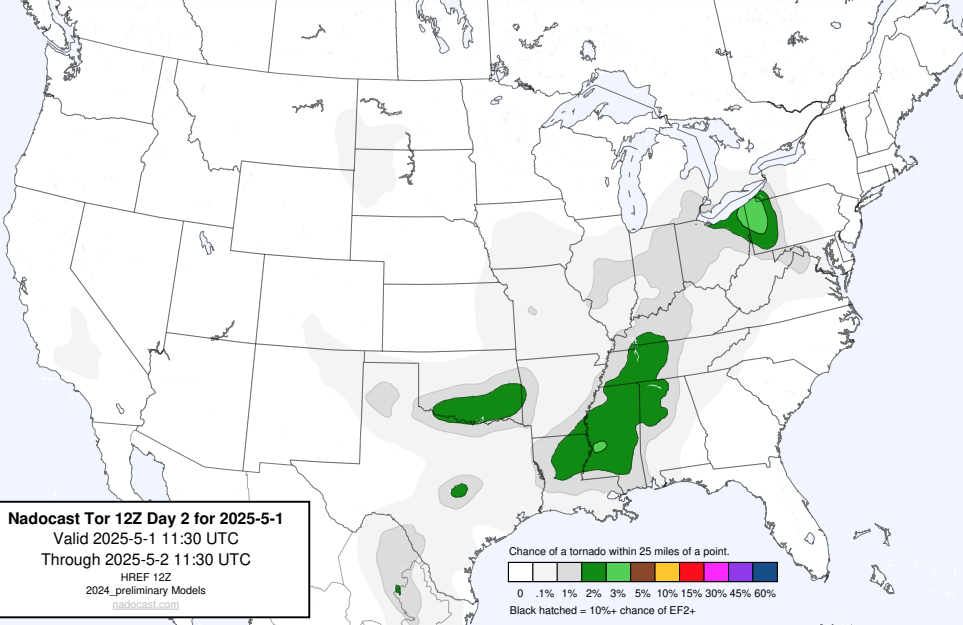 Nadocast Tor 12Z Day 2 for 2025-5-1
Valid 2025-5-1 11:30 UTC
Through 2025-5-2 11:30 UTC
HREF 12Z
2024_preliminary Models
nadocast.com
Chance of a tornado within 25 miles of a point.
0 .1% 1% 2% 3% 5% 10% 15% 30% 45% 60%
Black hatched = 10%+ chance of EF2+